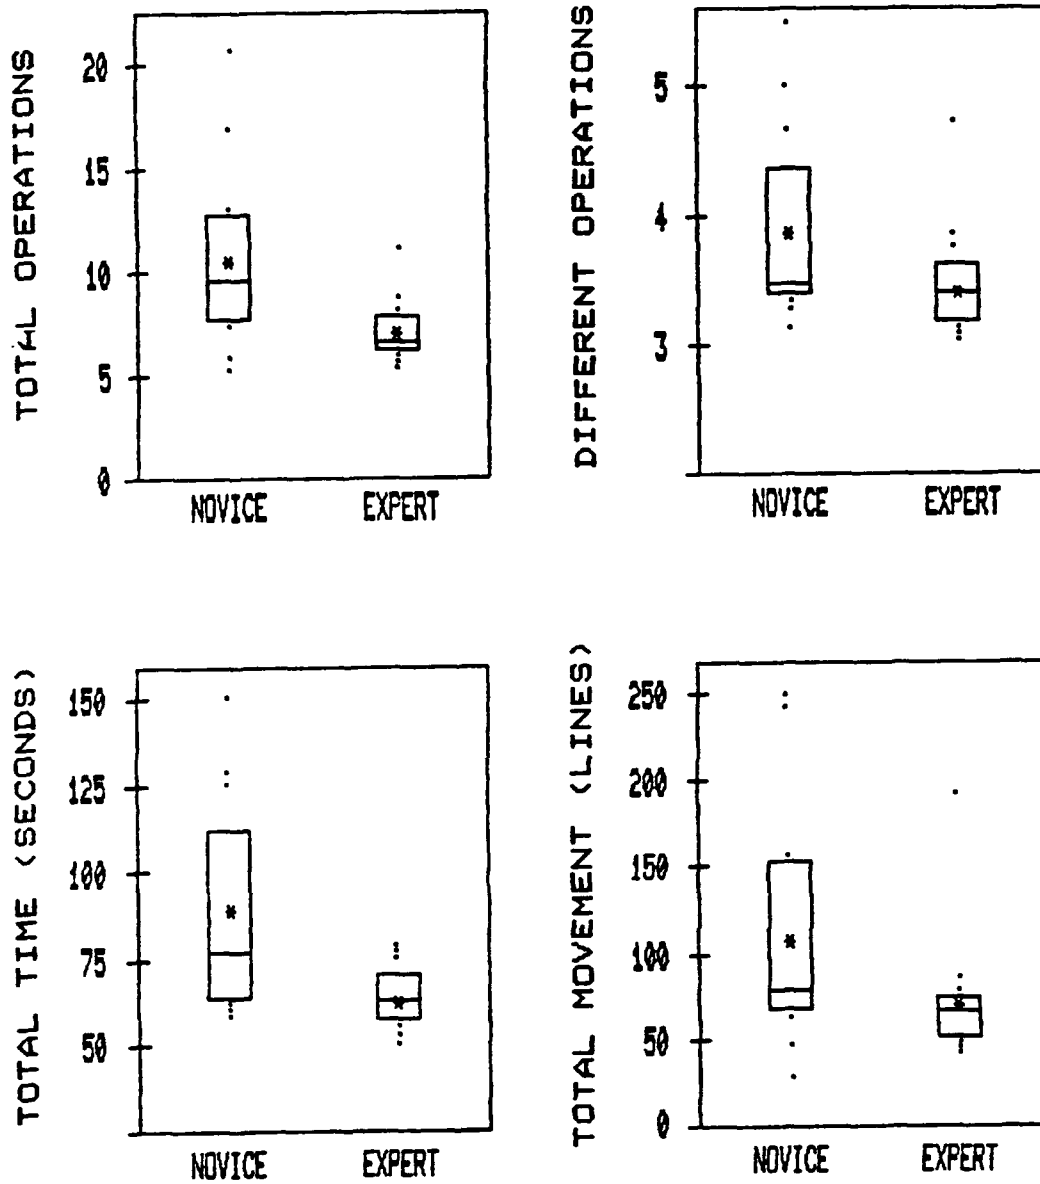 TOTAL OPERATIONS
20
15
10
5
0
NOVICE EXPERT
DIFFERENT OPERATIONS
5
4
3
NOVICE EXPERT
TOTAL TIME (SECONDS)
150
125
100
75
50
NOVICE EXPERT
TOTAL MOVEMENT (LINES)
250
200
150
100
50
0
NOVICE EXPERT